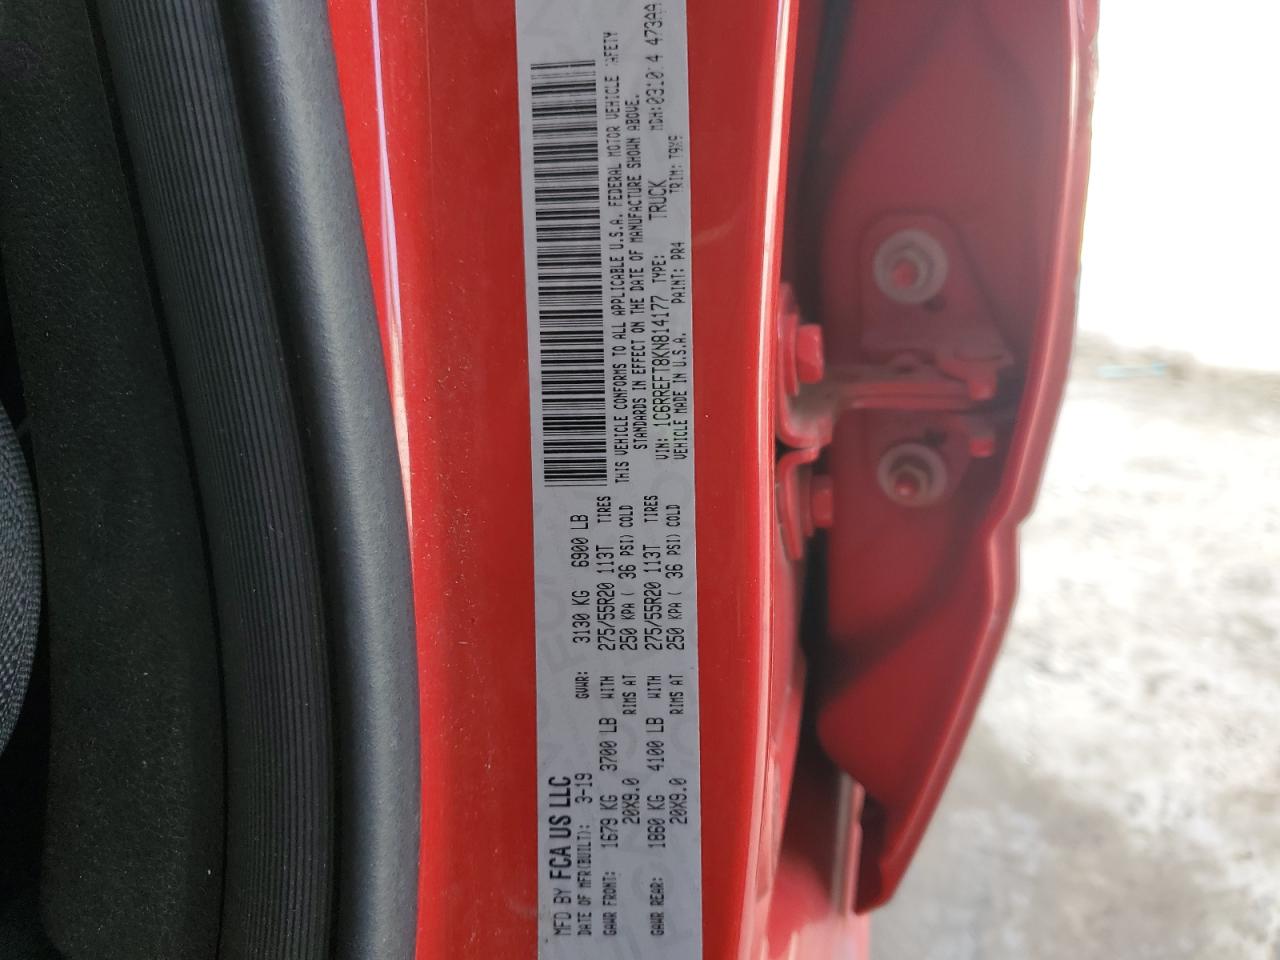 MFD BY FCA US LLC
DATE OF MFR(BUILT): 3-19 GVWR: 3130 KG 6900 LB
GAWR FRONT: 1679 KG 3700 LB WITH 275/55R20 113T TIRES
20X9.0 RIMS AT 250 KPA ( 36 PSI) COLD
GAWR REAR: 1860 KG 4100 LB WITH 275/55R20 113T TIRES
20X9.0 RIMS AT 250 KPA ( 36 PSI) COLD
THIS VEHICLE CONFORMS TO ALL APPLICABLE U.S.A. FEDERAL MOTOR VEHICLE SAFETY
STANDARDS IN EFFECT ON THE DATE OF MANUFACTURE SHOWN ABOVE.
VIN: 1C6RREFT8KN814177 TYPE: TRUCK MDH:
VEHICLE MADE IN U.S.A. PAINT: PR4 TRIM: T9X9